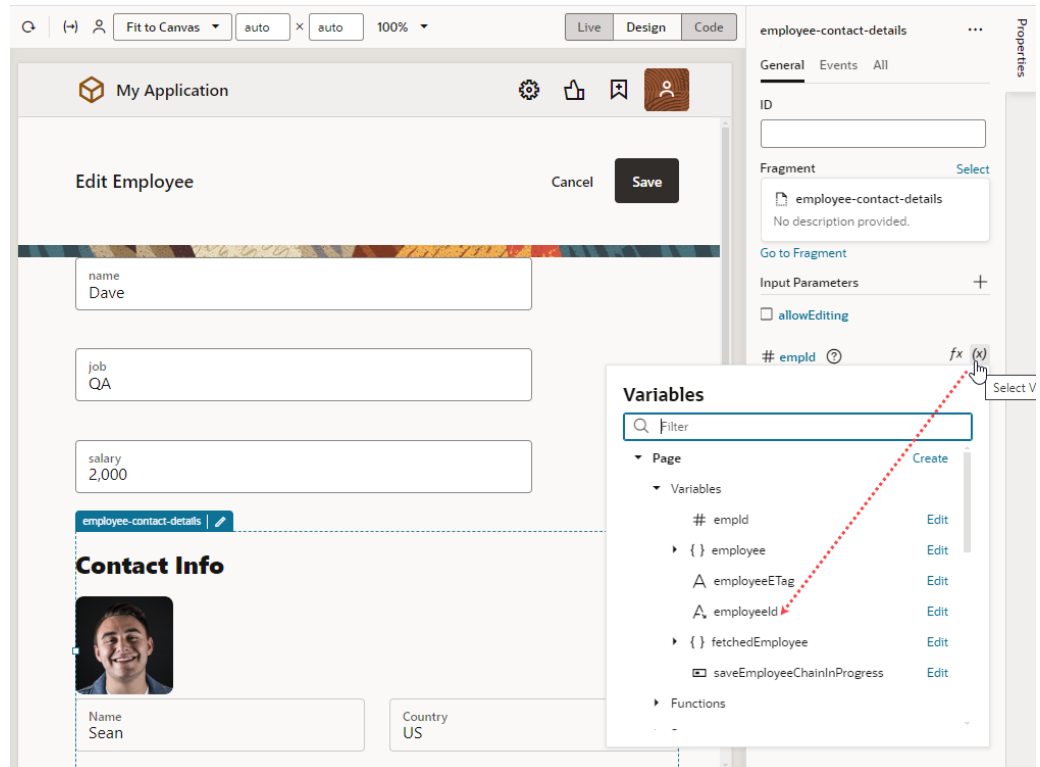 Fit to Canvas
auto × auto
100%
Live Design Code
My Application
Edit Employee
Cancel
Save
name
Dave
job
QA
salary
2,000
employee-contact-details
Contact Info
Name
Sean
Country
US
employee-contact-details
Properties
General Events All
ID
Fragment Select
employee-contact-details
No description provided.
Go to Fragment
Input Parameters
allowEditing
# empId
fx (x)
Select V
Variables
Filter
Page Create
Variables
# empId Edit
{ } employee Edit
A employeeETag Edit
A employeeId Edit
{ } fetchedEmployee Edit
saveEmployeeChainInProgress Edit
Functions